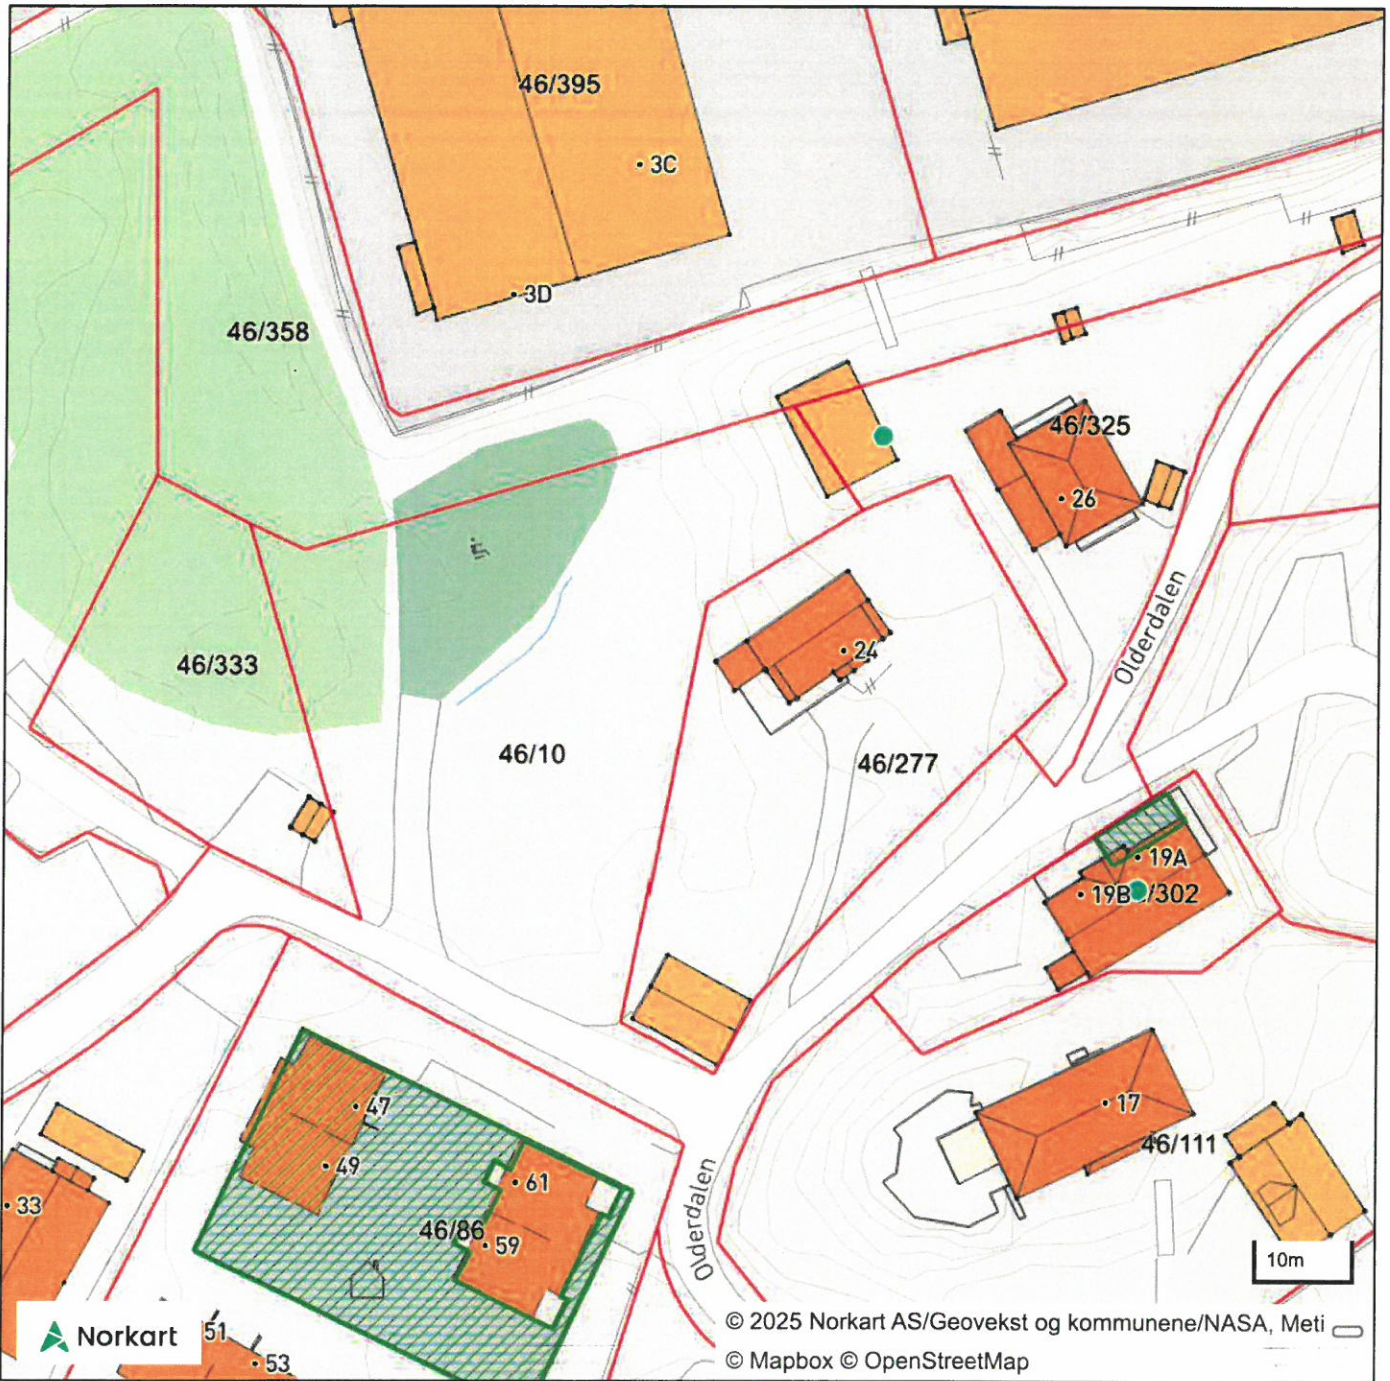 46/395
3C
3D
46/358
46/325
26
Olderdalen
24
46/333
46/10
46/277
19A
19B
/302
47
17
46/111
49
61
33
46/86
59
Olderdalen
10m
Norkart
51
53
© 2025 Norkart AS/Geovekst og kommunene/NASA, Meti
© Mapbox © OpenStreetMap